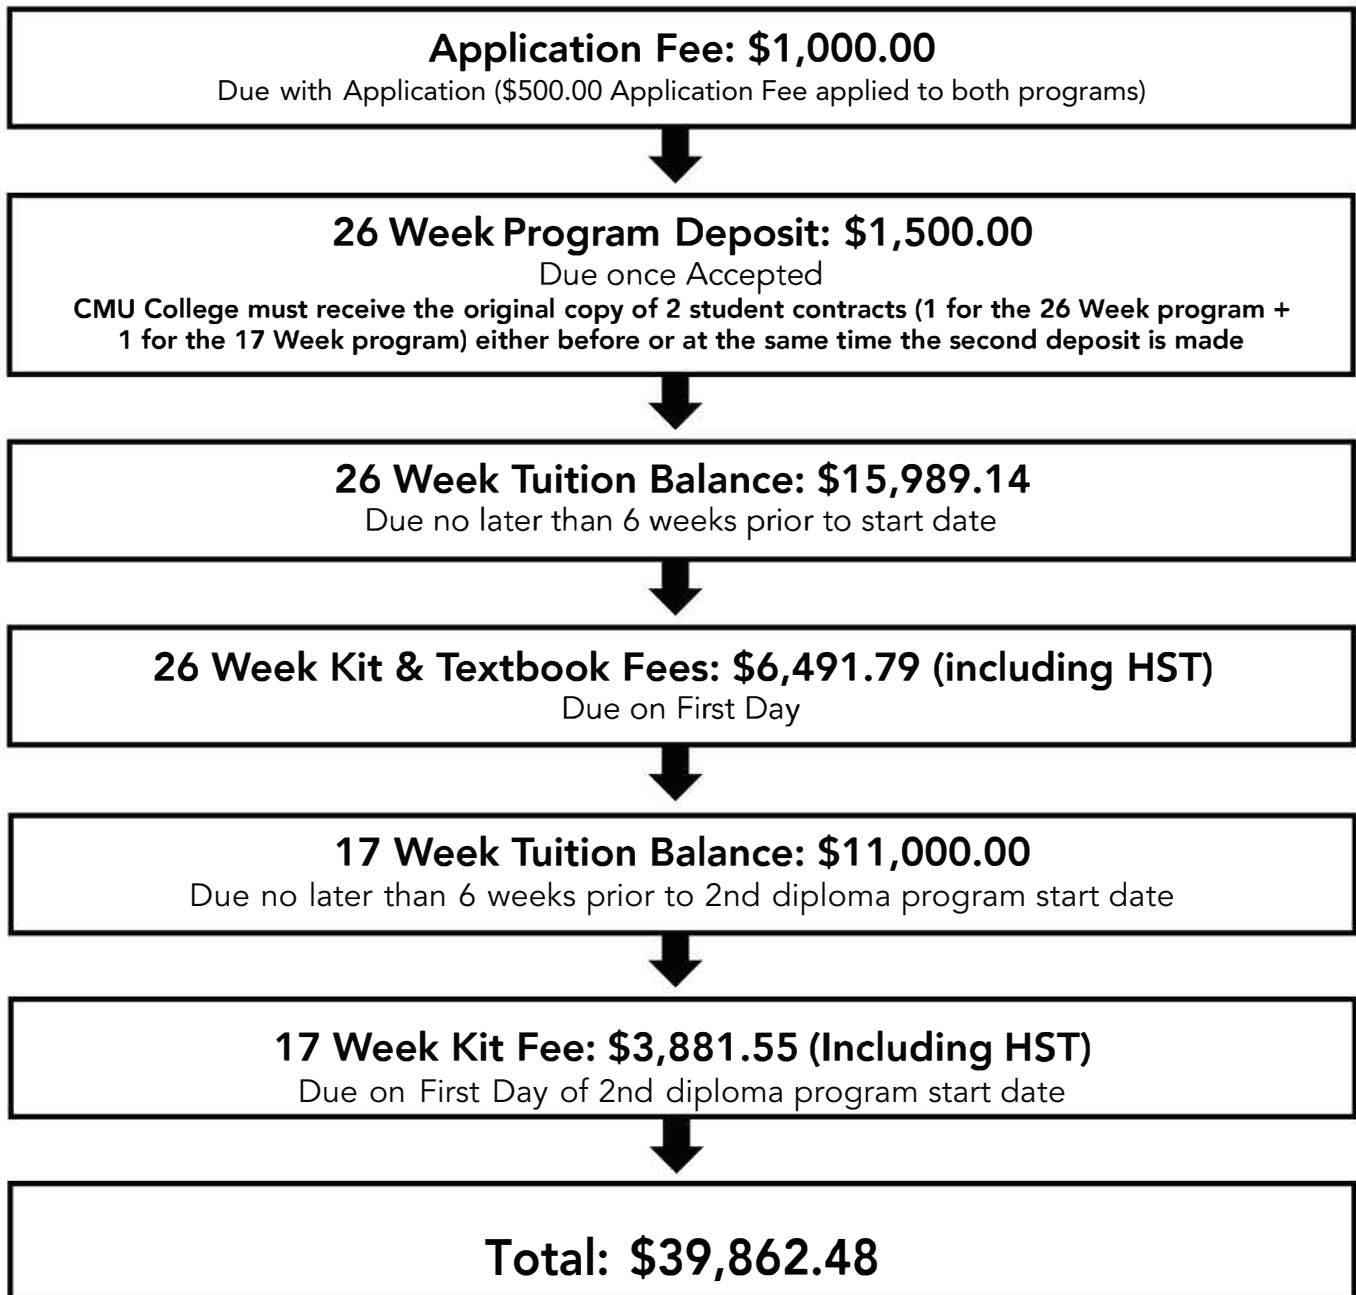 Application Fee: $1,000.00
Due with Application ($500.00 Application Fee applied to both programs)
26 Week Program Deposit: $1,500.00
Due once Accepted
CMU College must receive the original copy of 2 student contracts (1 for the 26 Week program +
1 for the 17 Week program) either before or at the same time the second deposit is made
26 Week Tuition Balance: $15,989.14
Due no later than 6 weeks prior to start date
26 Week Kit & Textbook Fees: $6,491.79 (including HST)
Due on First Day
17 Week Tuition Balance: $11,000.00
Due no later than 6 weeks prior to 2nd diploma program start date
17 Week Kit Fee: $3,881.55 (Including HST)
Due on First Day of 2nd diploma program start date
Total: $39,862.48